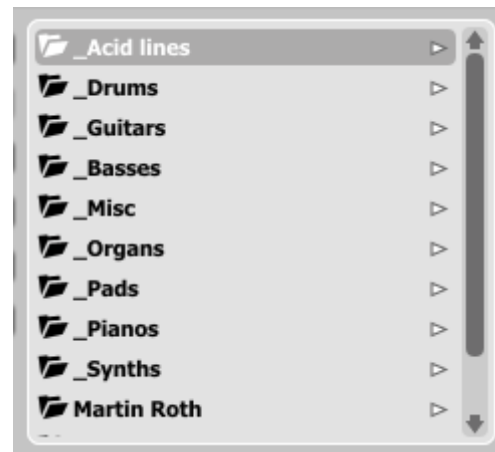 _Acid lines
_Drums
_Guitars
_Basses
_Misc
_Organs
_Pads
_Pianos
_Synths
Martin Roth